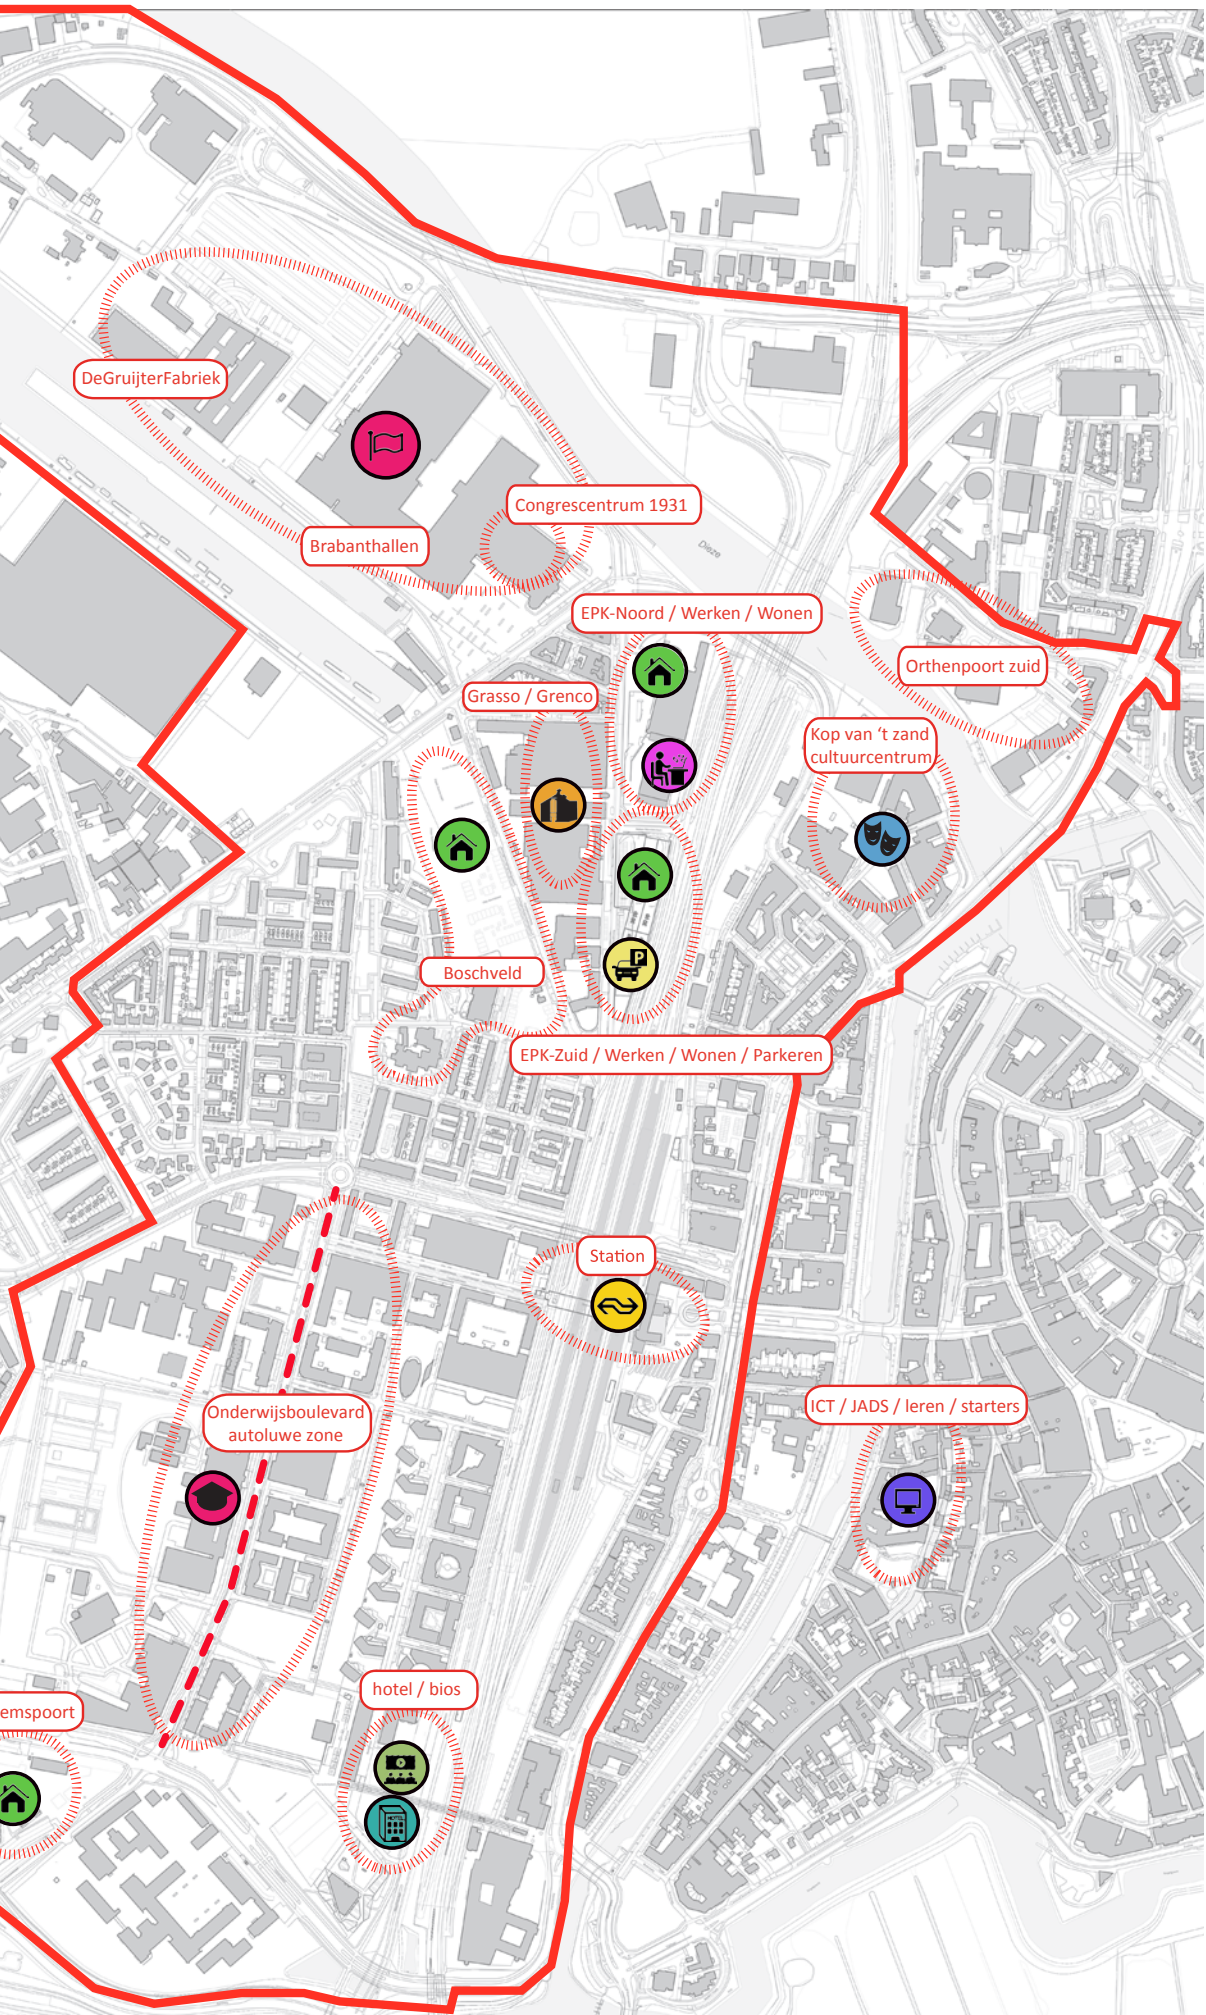 DeGruijterFabriek
Congrescentrum 1931
Brabanthallen
Dieze
EPK-Noord / Werken / Wonen
Orthenpoort zuid
Grasso / Grenco
Kop van ‘t zand
cultuurcentrum
P
Boschveld
EPK-Zuid / Werken / Wonen / Parkeren
Station
Onderwijsboulevard
autoluwe zone
ICT / JADS / leren / starters
hotel / bios
emspoort
HOTEL